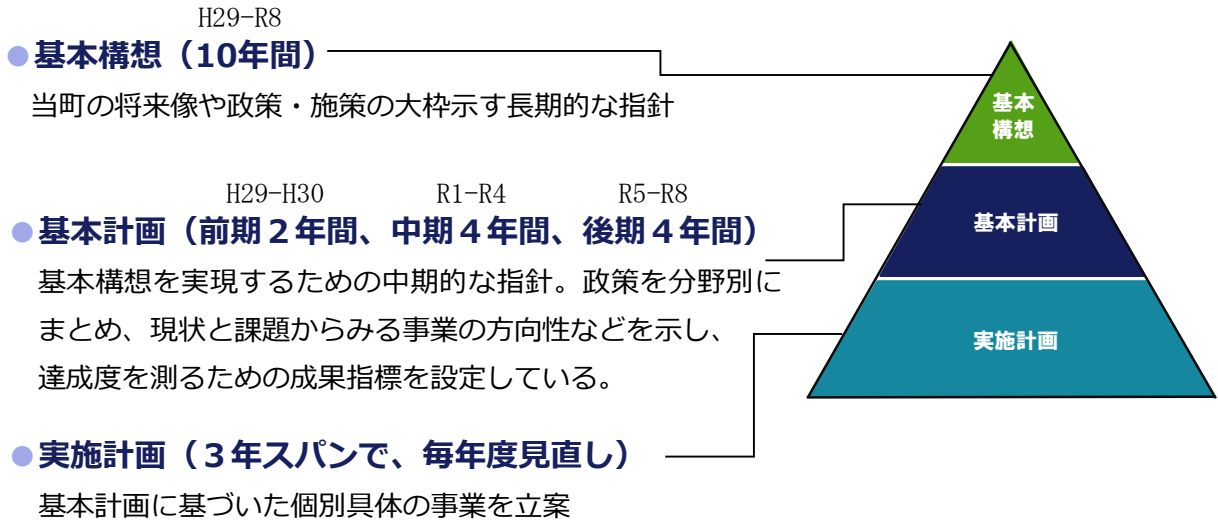 H29-R8
●基本構想（10年間）
当町の将来像や政策・施策の大枠示す長期的な指針
H29-H30 R1-R4 R5-R8
●基本計画（前期２年間、中期４年間、後期４年間）
基本構想を実現するための中期的な指針。政策を分野別に
まとめ、現状と課題からみる事業の方向性などを示し、
達成度を測るための成果指標を設定している。
●実施計画（３年スパンで、毎年度見直し）
基本計画に基づいた個別具体の事業を立案
基本
構想
基本計画
実施計画